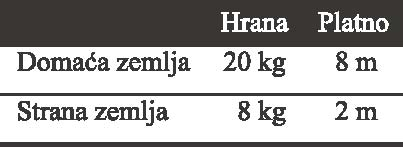 Hrana Platno
Domaća zemlja 20 kg 8 m
Strana zemlja 8 kg 2 m